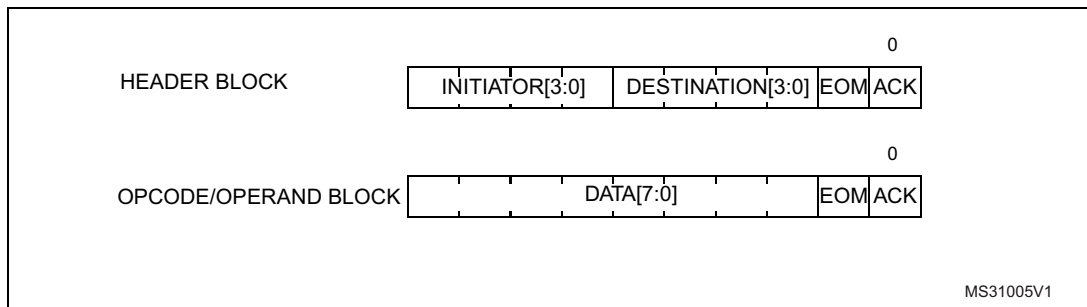 0
HEADER BLOCK INITIATOR[3:0] DESTINATION[3:0] EOM ACK
0
OPCODE/OPERAND BLOCK DATA[7:0] EOM ACK
MS31005V1